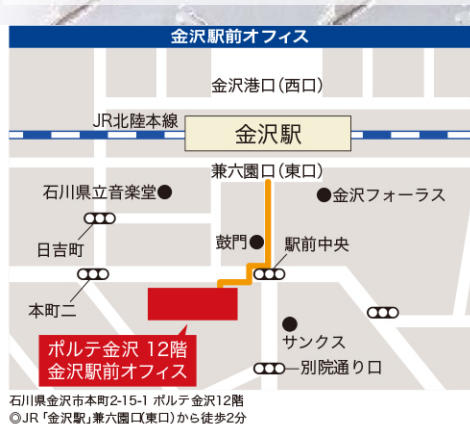 金沢駅前オフィス
金沢港口(西口)
JR北陸本線
金沢駅
兼六園口(東口)
石川県立音楽堂
金沢フォーラス
日吉町
鼓門
駅前中央
本町二
サンクス
ポルテ金沢 12階
金沢駅前オフィス
別院通り口
石川県金沢市本町2-15-1 ポルテ金沢12階
◎JR「金沢駅」兼六園口(東口)から徒歩2分